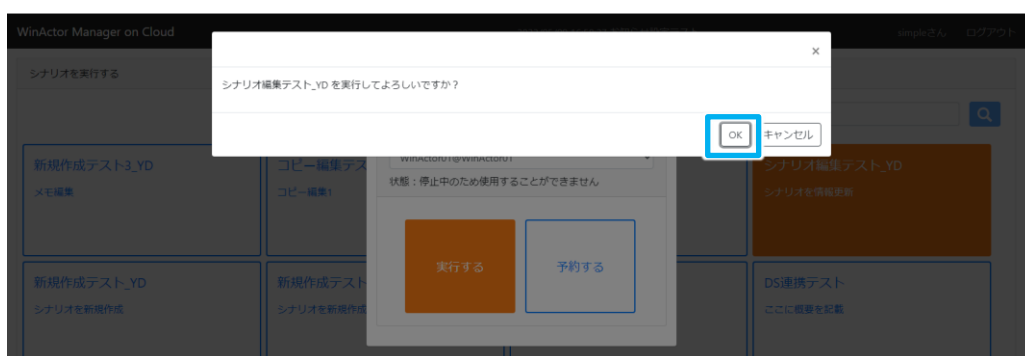 WinActor Manager on Cloud
simpleさん ログアウト
×
シナリオを実行する
シナリオ編集テスト_YD を実行してよろしいですか？
OK キャンセル
WinActor01@WinActor01
状態：停止中のため使用することができません
新規作成テスト3_YD
メモ編集
コピー編集テス
コピー編集1
シナリオ編集テスト_YD
シナリオを情報更新
実行する 予約する
新規作成テスト_YD
シナリオを新規作成
新規作成テスト
シナリオを新規作成
DS連携テスト
ここに概要を記載